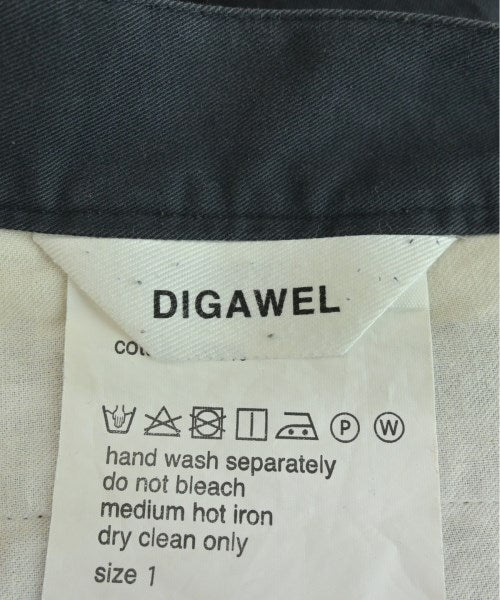 DIGAWEL
P W
hand wash separately
do not bleach
medium hot iron
dry clean only
size 1